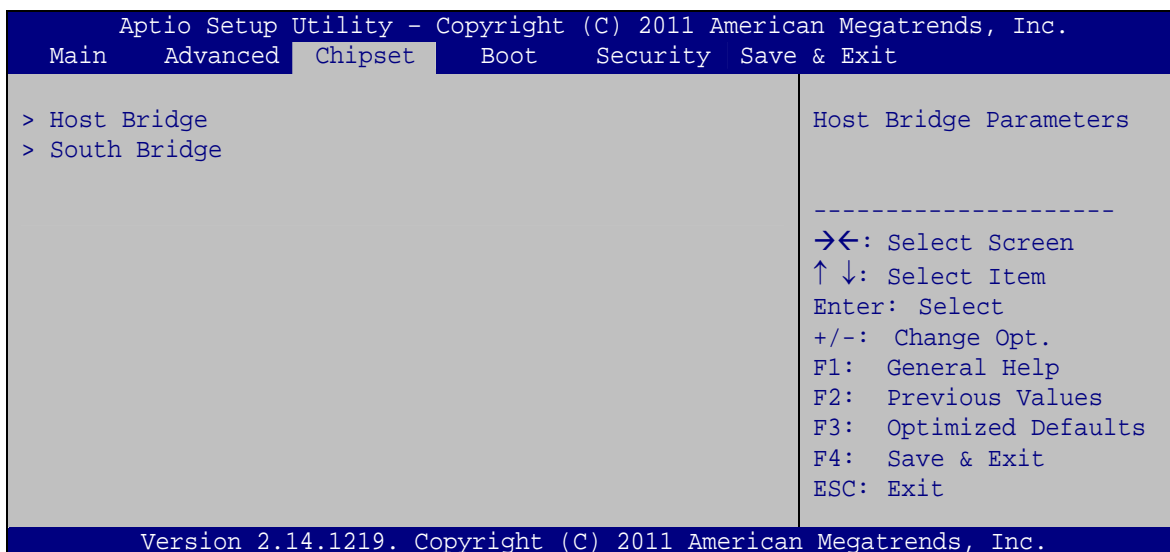 Aptio Setup Utility – Copyright (C) 2011 American Megatrends, Inc.
Main Advanced Chipset Boot Security Save & Exit
> Host Bridge
> South Bridge
Host Bridge Parameters
---------------------
→←: Select Screen
↑ ↓: Select Item
Enter: Select
+/-: Change Opt.
F1: General Help
F2: Previous Values
F3: Optimized Defaults
F4: Save & Exit
ESC: Exit
Version 2.14.1219. Copyright (C) 2011 American Megatrends, Inc.